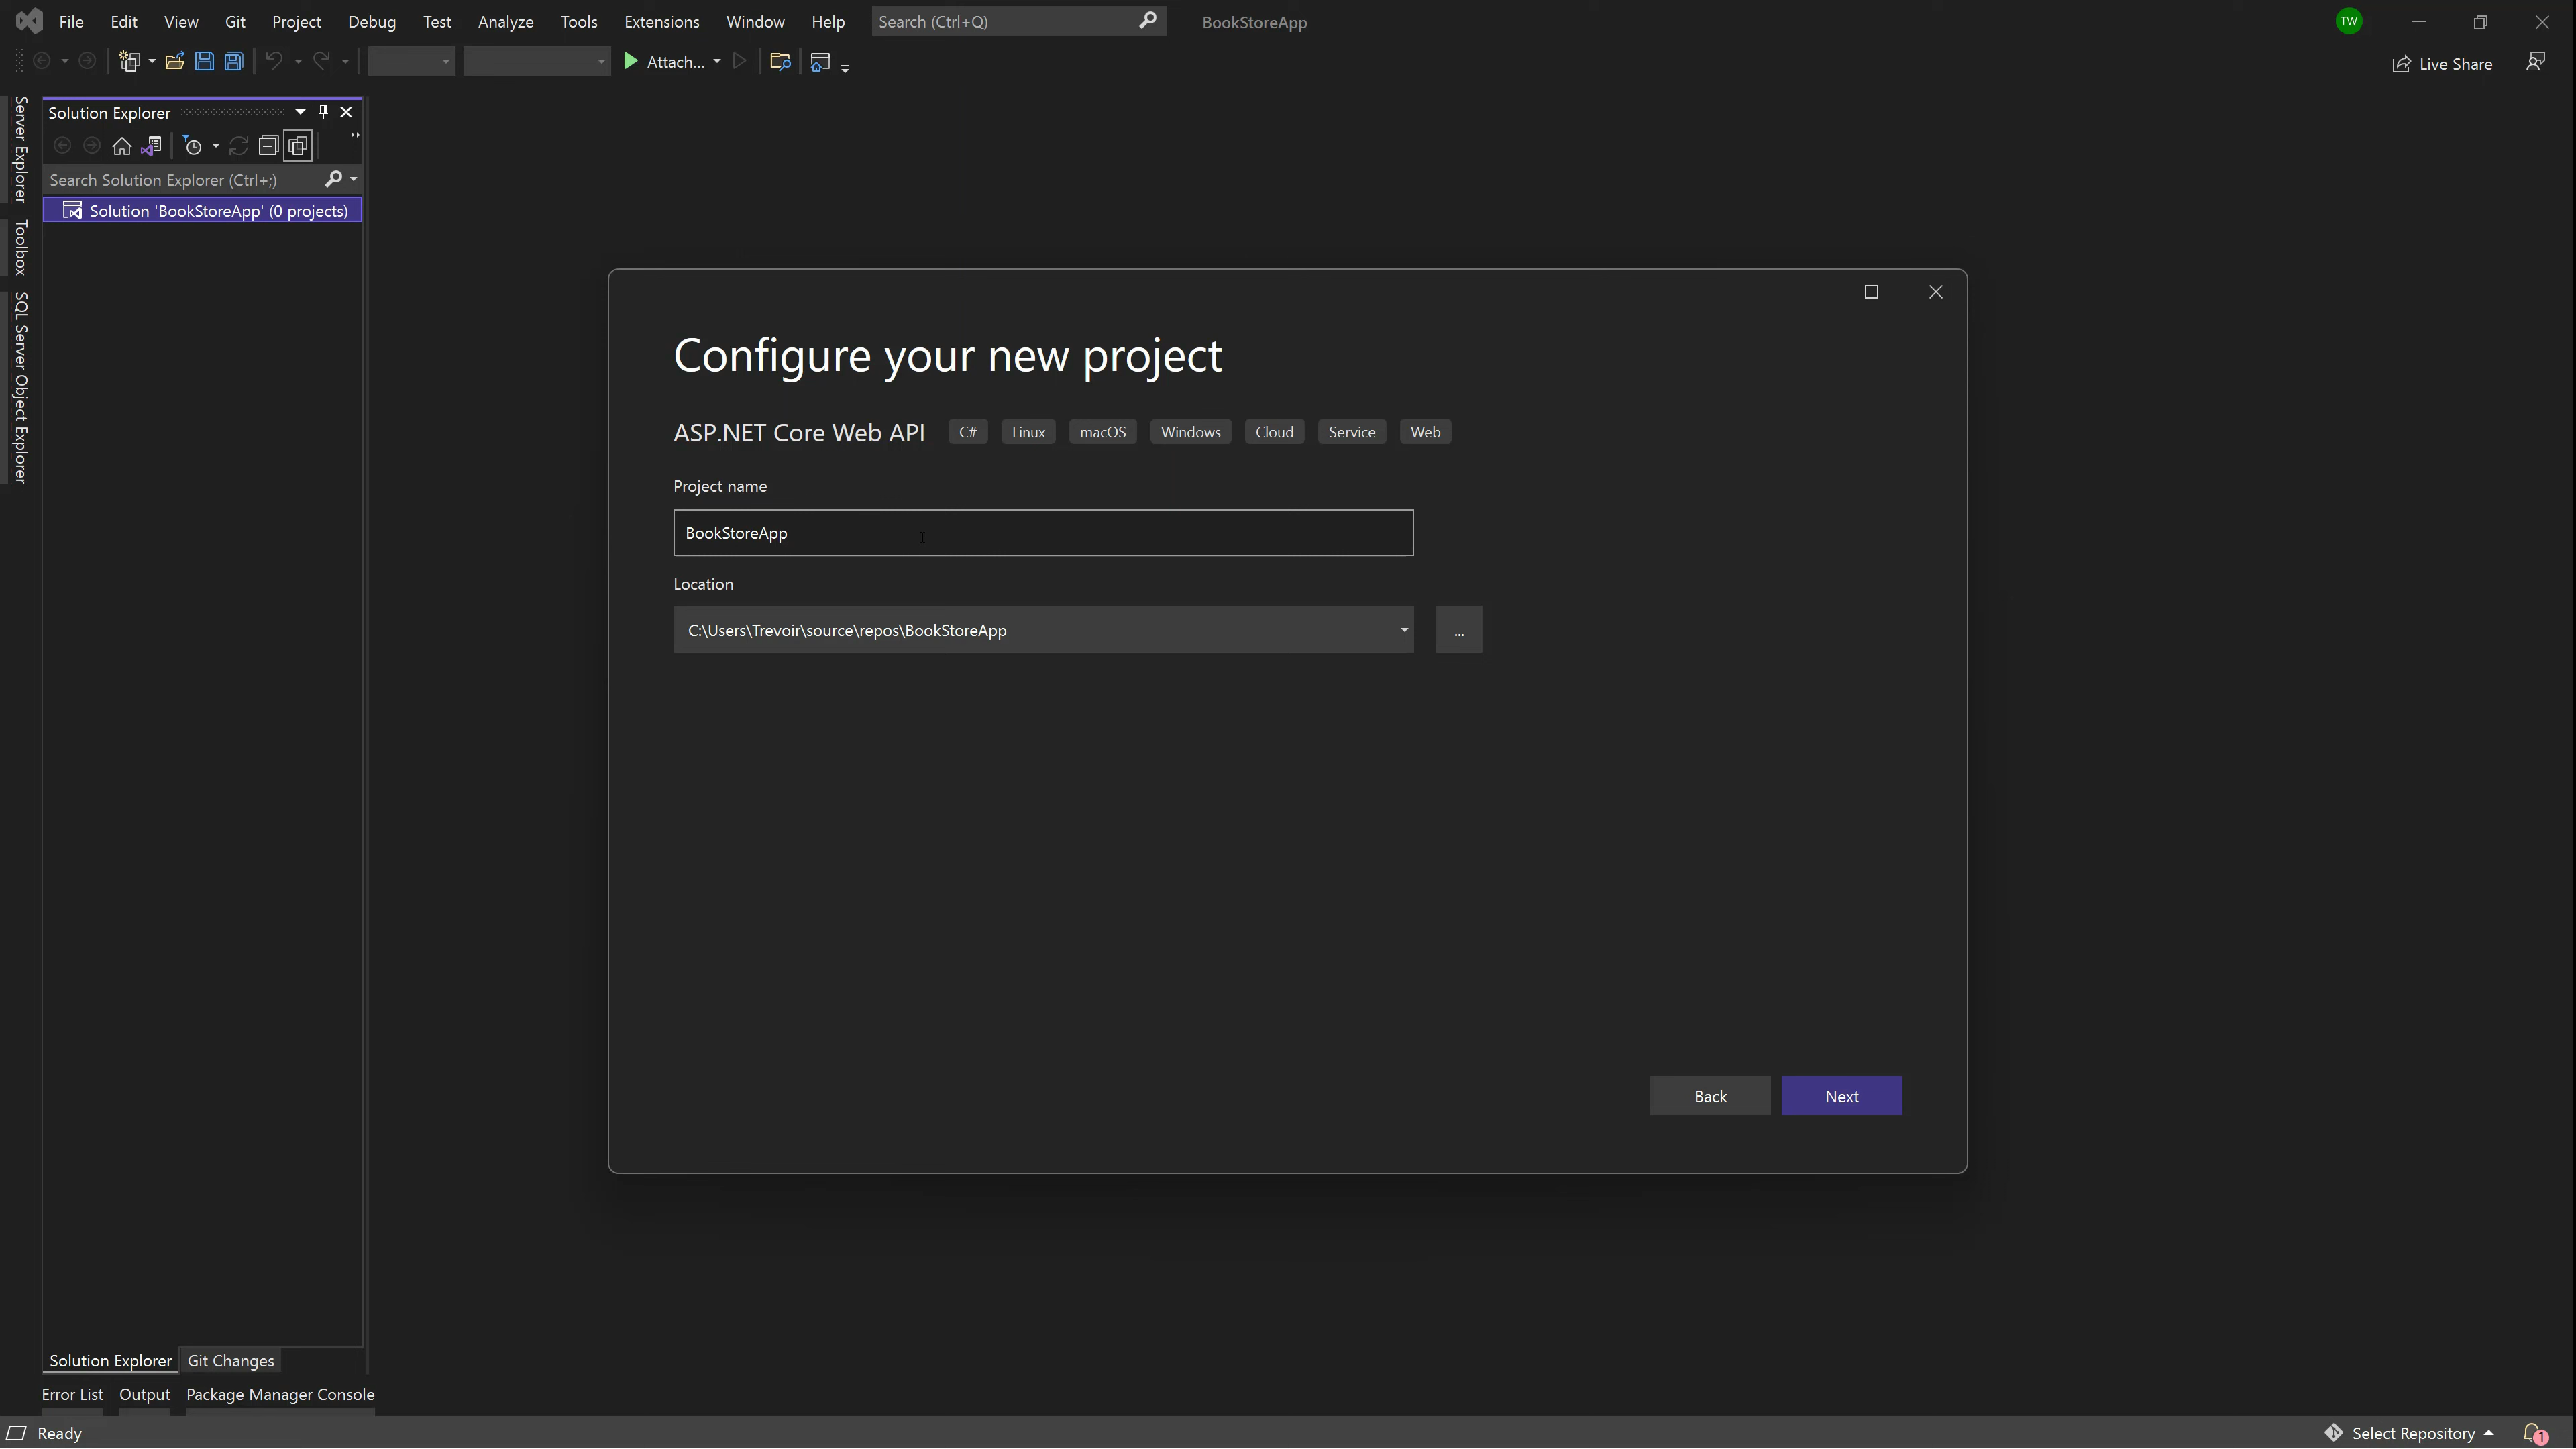 File Edit View Git Project Debug Test Analyze Tools Extensions Window Help Search (Ctrl+Q) BookStoreApp TW
Attach... Live Share
Server Explorer
Toolbox
SQL Server Object Explorer
Solution Explorer
Search Solution Explorer (Ctrl+;)
Solution 'BookStoreApp' (0 projects)
Configure your new project
ASP.NET Core Web API C# Linux macOS Windows Cloud Service Web
Project name
BookStoreApp
Location
C:\Users\Trevoir\source\repos\BookStoreApp ...
Back Next
Solution Explorer Git Changes
Error List Output Package Manager Console
Ready Select Repository 1